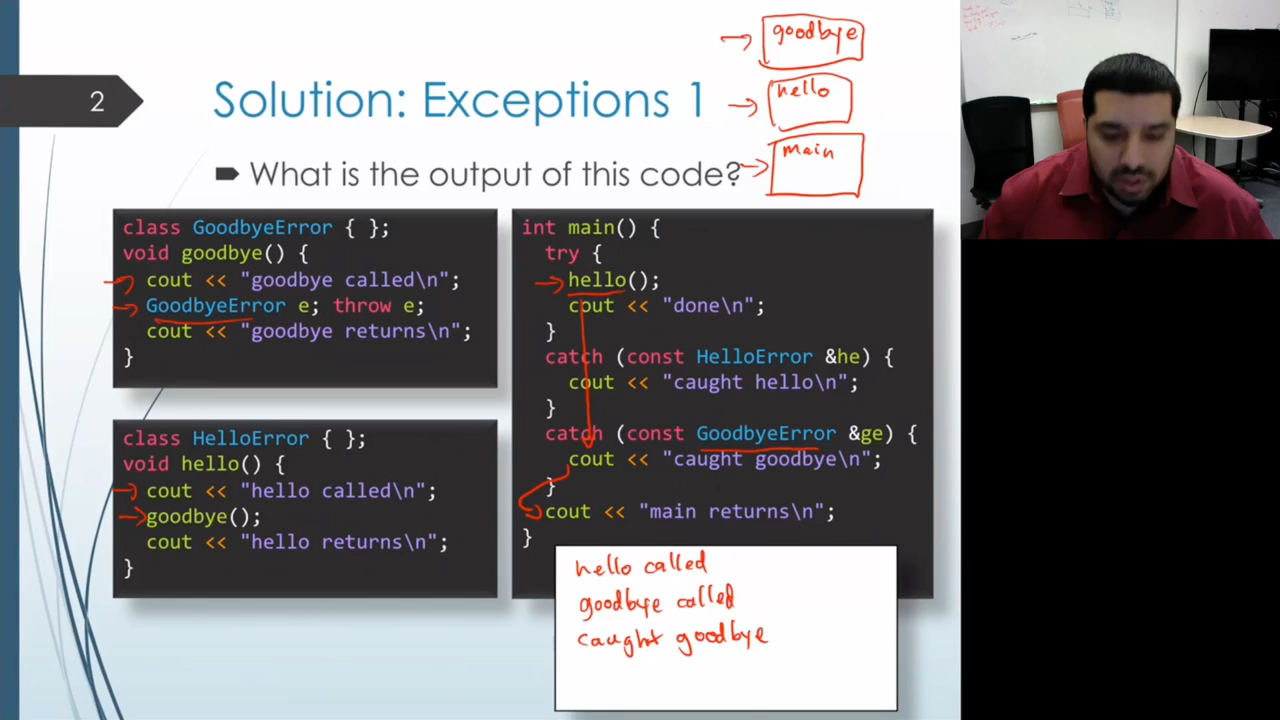 2
Solution: Exceptions 1
goodbye
hello
main
What is the output of this code?
class GoodbyeError { };
void goodbye() {
cout << "goodbye called\n";
GoodbyeError e; throw e;
cout << "goodbye returns\n";
}
class HelloError { };
void hello() {
cout << "hello called\n";
goodbye();
cout << "hello returns\n";
}
int main() {
try {
hello();
cout << "done\n";
}
catch (const HelloError &he) {
cout << "caught hello\n";
}
catch (const GoodbyeError &ge) {
cout << "caught goodbye\n";
}
cout << "main returns\n";
}
hello called
goodbye called
caught goodbye